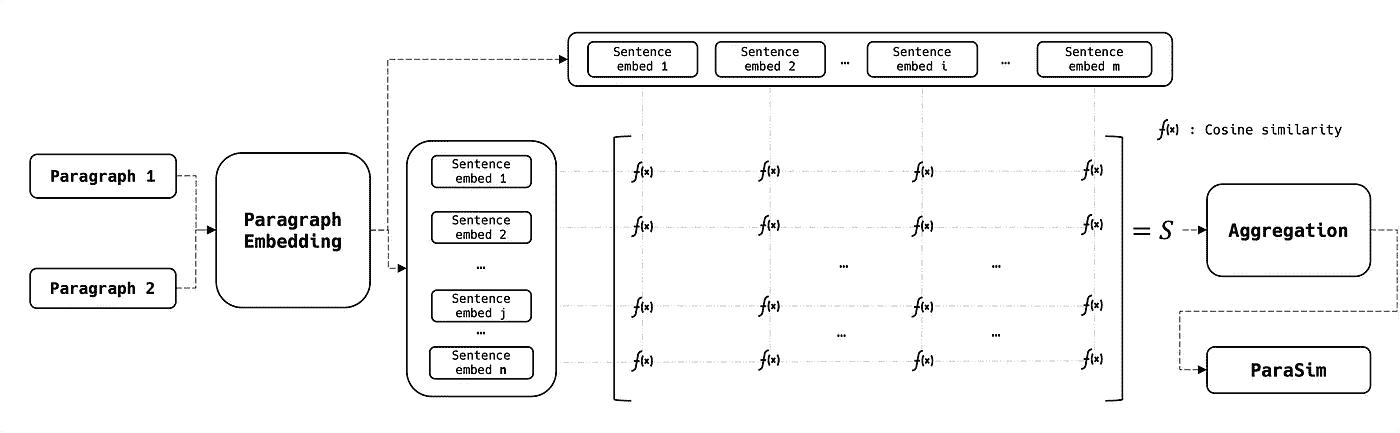 Sentence
embed 1
Sentence
embed 2
…
Sentence
embed i
…
Sentence
embed m
f(x) : Cosine similarity
Paragraph 1
Paragraph 2
Paragraph
Embedding
Sentence
embed 1
Sentence
embed 2
…
Sentence
embed j
…
Sentence
embed n
f(x) f(x) f(x) f(x)
f(x) f(x) f(x) f(x)
… …
f(x) f(x) f(x) f(x)
… …
f(x) f(x) f(x) f(x)
= S
Aggregation
ParaSim